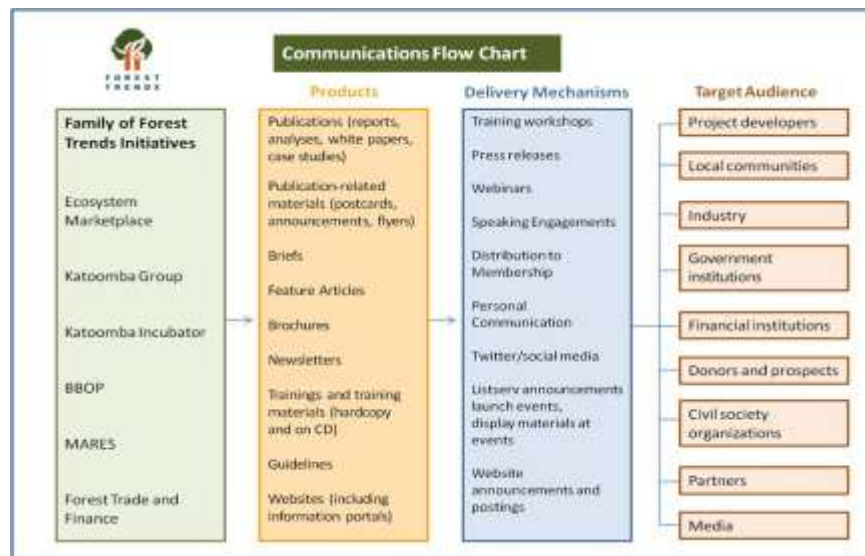 FOREST
TRENDS
Communications Flow Chart
Products
Delivery Mechanisms
Target Audience
Family of Forest
Trends Initiatives
Ecosystem
Marketplace
Katoomba Group
Katoomba Incubator
BBOP
MARES
Forest Trade and
Finance
Publications (reports,
analyses, white papers,
case studies)
Publication-related
materials (postcards,
announcements, flyers)
Briefs
Feature Articles
Brochures
Newsletters
Trainings and training
materials (hardcopy
and on CD)
Guidelines
Websites (including
information portals)
Training workshops
Press releases
Webinars
Speaking Engagements
Distribution to
Membership
Personal
Communication
Twitter/social media
Listserv announcements
launch events,
display materials at
events
Website
announcements and
postings
Project developers
Local communities
Industry
Government
institutions
Financial institutions
Donors and prospects
Civil society
organizations
Partners
Media